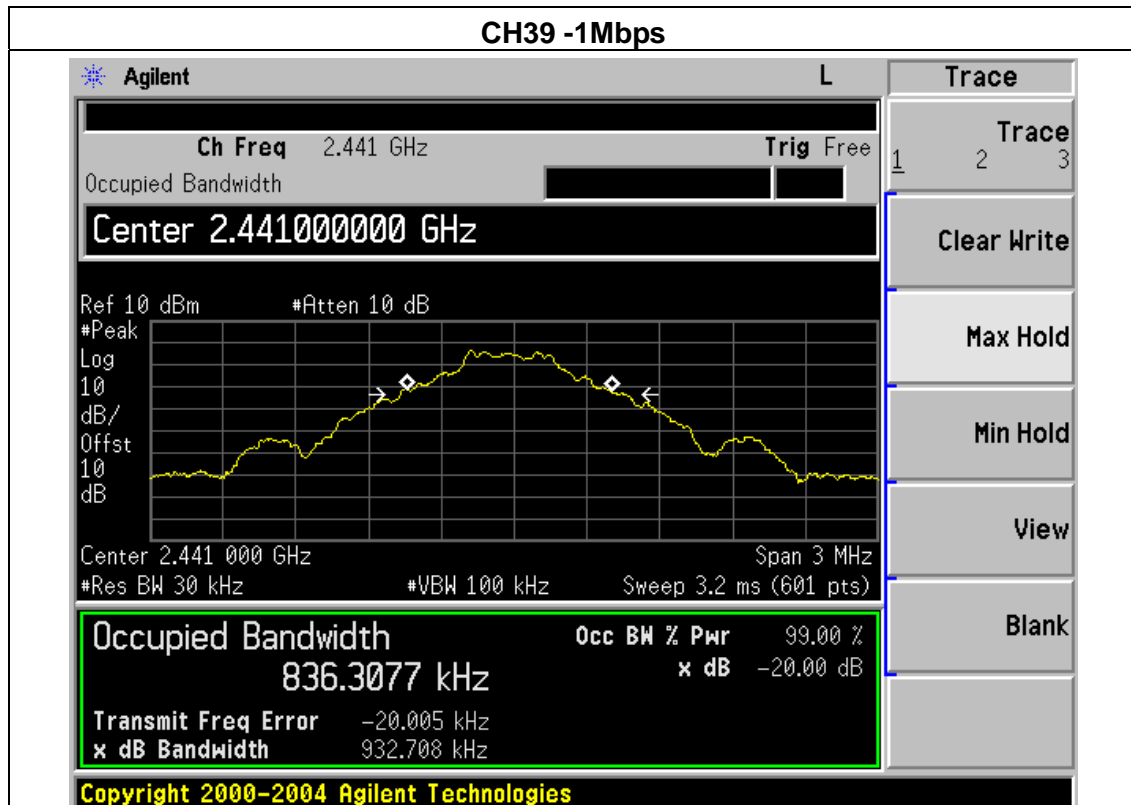 CH39 -1Mbps
Agilent L Trace
Ch Freq 2.441 GHz Trig Free
Occupied Bandwidth
Center 2.441000000 GHz
Ref 10 dBm #Atten 10 dB
#Peak
Log
10
dB/
Offst
10
dB
Center 2.441 000 GHz Span 3 MHz
#Res BW 30 kHz #VBW 100 kHz Sweep 3.2 ms (601 pts)
Occupied Bandwidth Occ BW % Pwr 99.00 %
836.3077 kHz x dB -20.00 dB
Transmit Freq Error -20.005 kHz
x dB Bandwidth 932.708 kHz
Trace
1 2 3
Clear Write
Max Hold
Min Hold
View
Blank
Copyright 2000-2004 Agilent Technologies